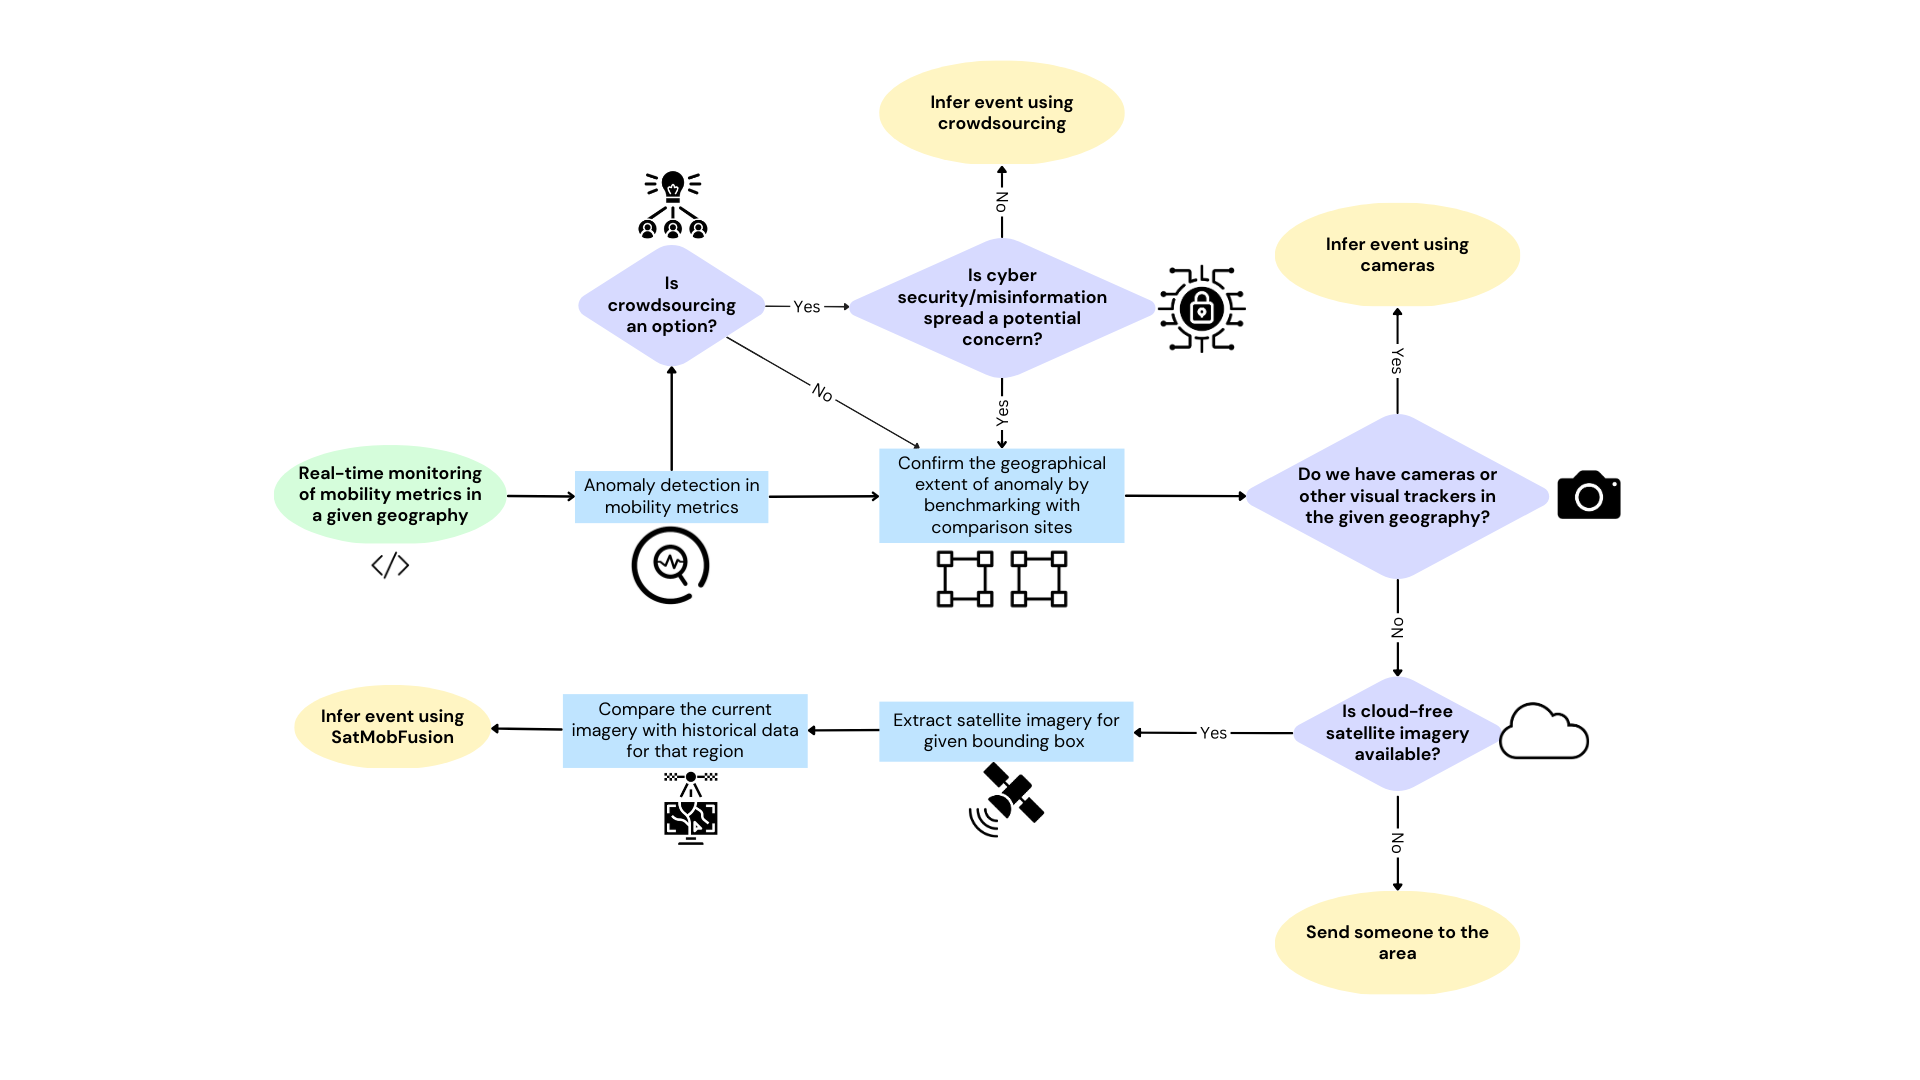 Infer event using
crowdsourcing
No
Is
crowdsourcing
an option?
Yes
Is cyber
security/misinformation
spread a potential
concern?
Infer event using
cameras
Yes
No
Yes
Real-time monitoring
of mobility metrics in
a given geography
Anomaly detection in
mobility metrics
Confirm the geographical
extent of anomaly by
benchmarking with
comparison sites
Do we have cameras or
other visual trackers in
the given geography?
No
Infer event using
SatMobFusion
Compare the current
imagery with historical data
for that region
Extract satellite imagery for
given bounding box
Yes
Is cloud-free
satellite imagery
available?
No
Send someone to the
area